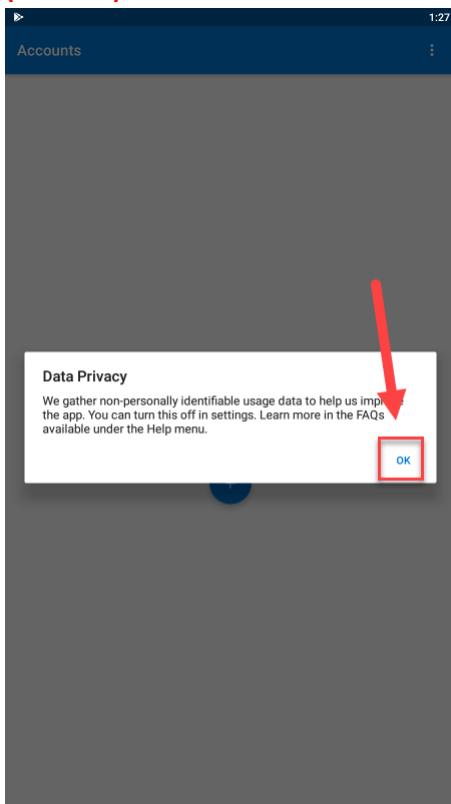 1:27
Accounts
Data Privacy
We gather non-personally identifiable usage data to help us
the app. You can turn this off in settings. Learn more in the FAQs
available under the Help menu.
OK